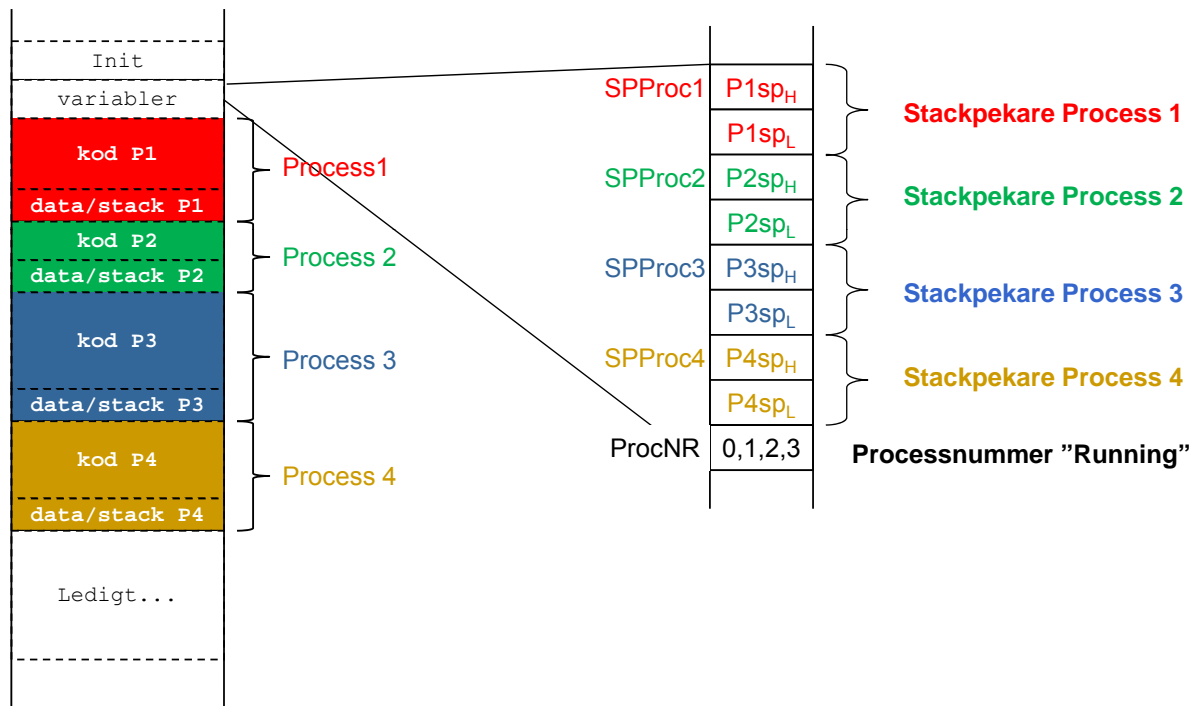 Init
variabler
kod P1
data/stack P1
kod P2
data/stack P2
kod P3
data/stack P3
kod P4
data/stack P4
Ledigt...
Process1
Process 2
Process 3
Process 4
SPProc1 P1spH Stackpekare Process 1
P1spL
SPProc2 P2spH Stackpekare Process 2
P2spL
SPProc3 P3spH Stackpekare Process 3
P3spL
SPProc4 P4spH Stackpekare Process 4
P4spL
ProcNR 0,1,2,3 Processnummer ”Running”